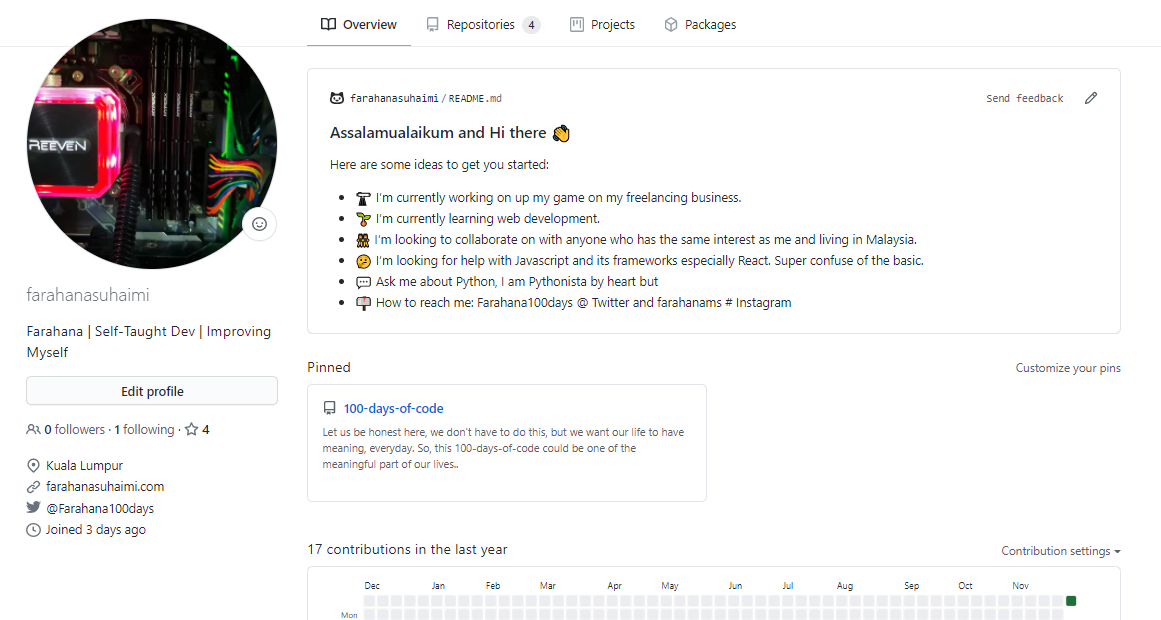 Overview Repositories 4 Projects Packages
REEVEN
farahanasuhaimi
Farahana | Self-Taught Dev | Improving
Myself
Edit profile
0 followers · 1 following · 4
Kuala Lumpur
farahanasuhaimi.com
@Farahana100days
Joined 3 days ago
farahanasuhaimi / README.md Send feedback
Assalamualaikum and Hi there 👋
Here are some ideas to get you started:
I'm currently working on up my game on my freelancing business.
🌱 I'm currently learning web development.
I'm looking to collaborate on with anyone who has the same interest as me and living in Malaysia.
🤔 I'm looking for help with Javascript and its frameworks especially React. Super confuse of the basic.
💬 Ask me about Python, I am Pythonista by heart but
How to reach me: Farahana100days @ Twitter and farahanams # Instagram
Pinned Customize your pins
100-days-of-code
Let us be honest here, we don't have to do this, but we want our life to have
meaning, everyday. So, this 100-days-of-code could be one of the
meaningful part of our lives..
17 contributions in the last year Contribution settings
Dec Jan Feb Mar Apr May Jun Jul Aug Sep Oct Nov
Mon